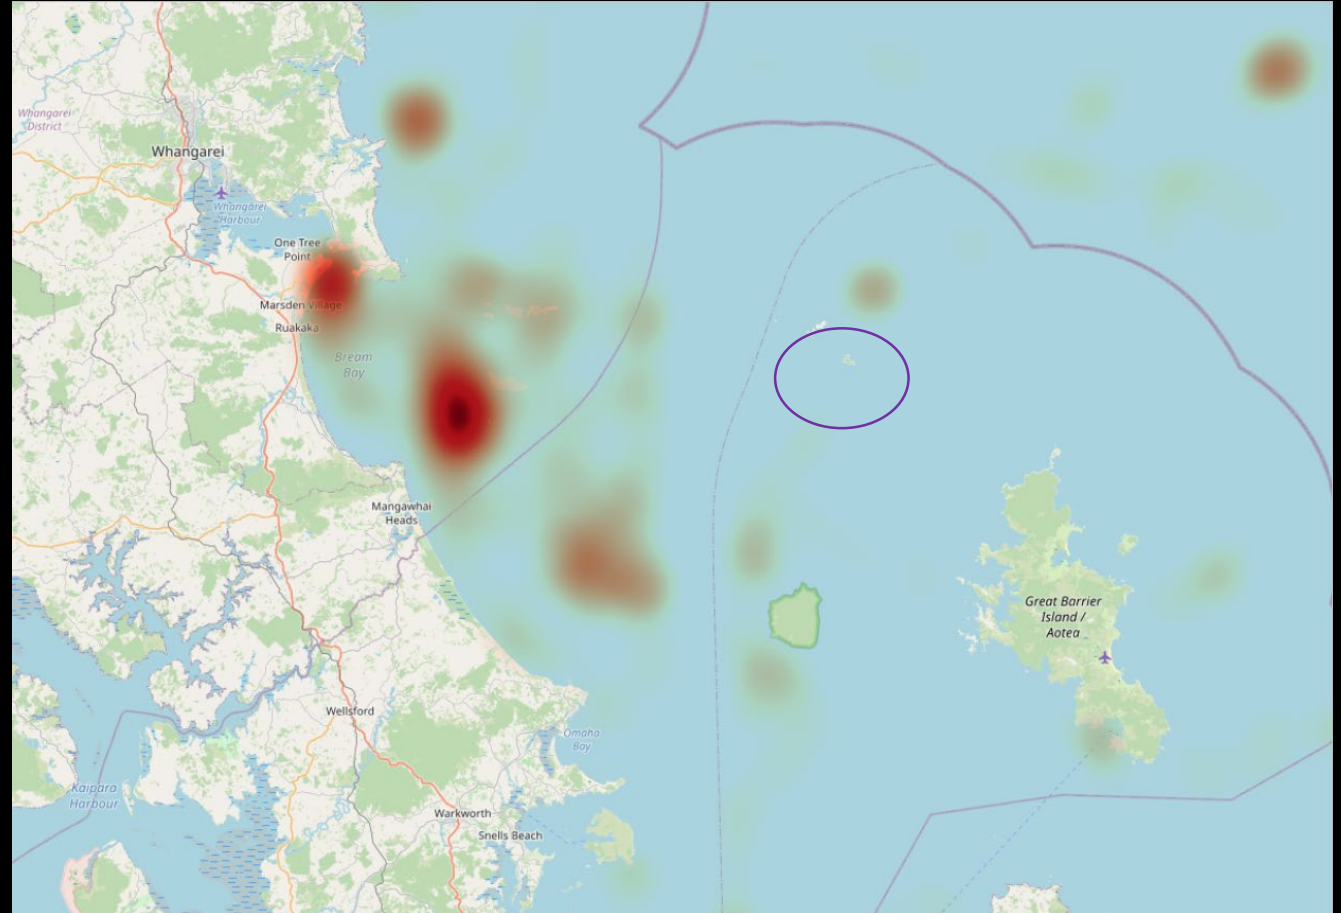 Whangarei
District
Whangarei
Whangarei
Harbour
One Tree
Point
Marsden Village
Ruakaka
Bream
Bay
Mangawhai
Heads
Great Barrier
Island /
Aotea
Wellsford
Omaha
Bay
Kaipara
Harbour
Warkworth
Snells Beach